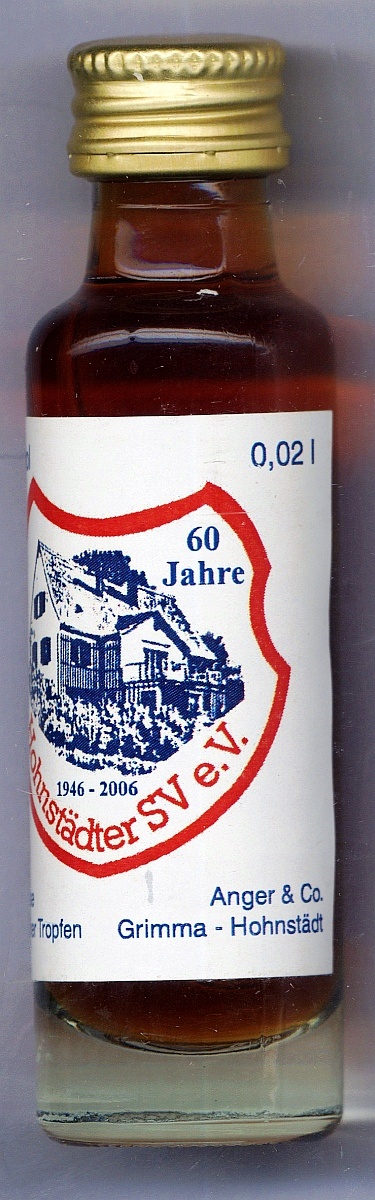 0,02 l
60
Jahre
1946 - 2006
Hohnstädter SV e.V.
Anger & Co.
Tropfen Grimma - Hohnstädt